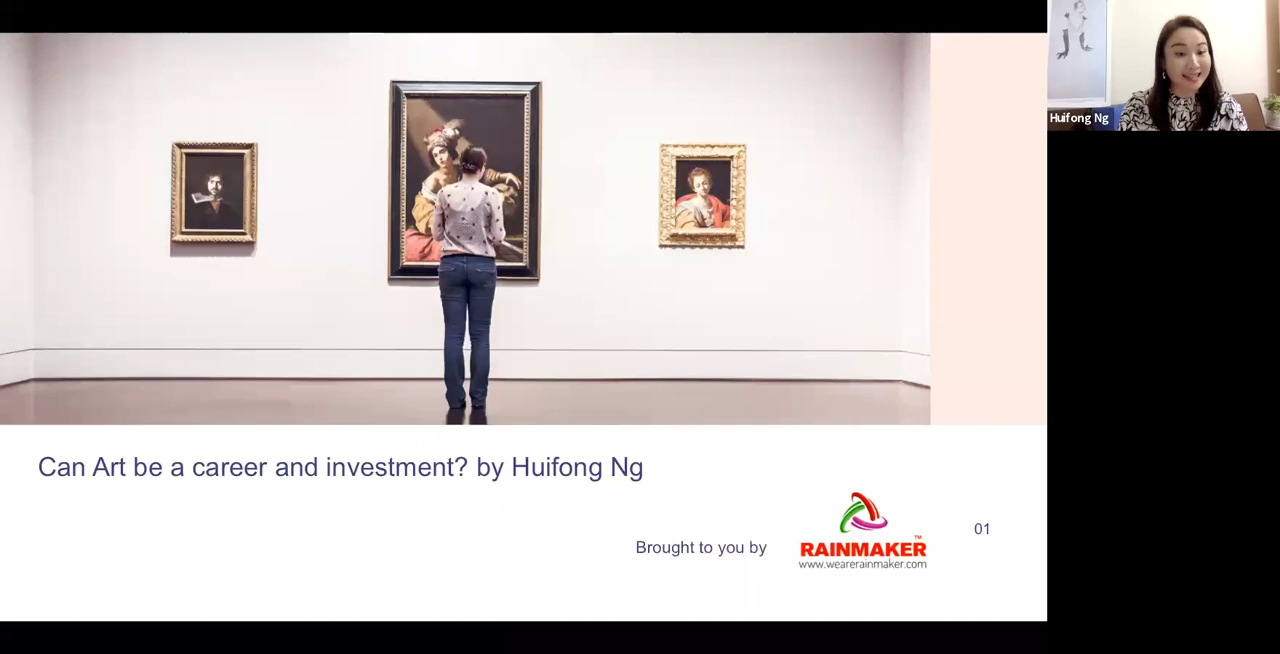 Huifong Ng
Can Art be a career and investment? by Huifong Ng
01
Brought to you by
RAINMAKER™
www.wearerainmaker.com